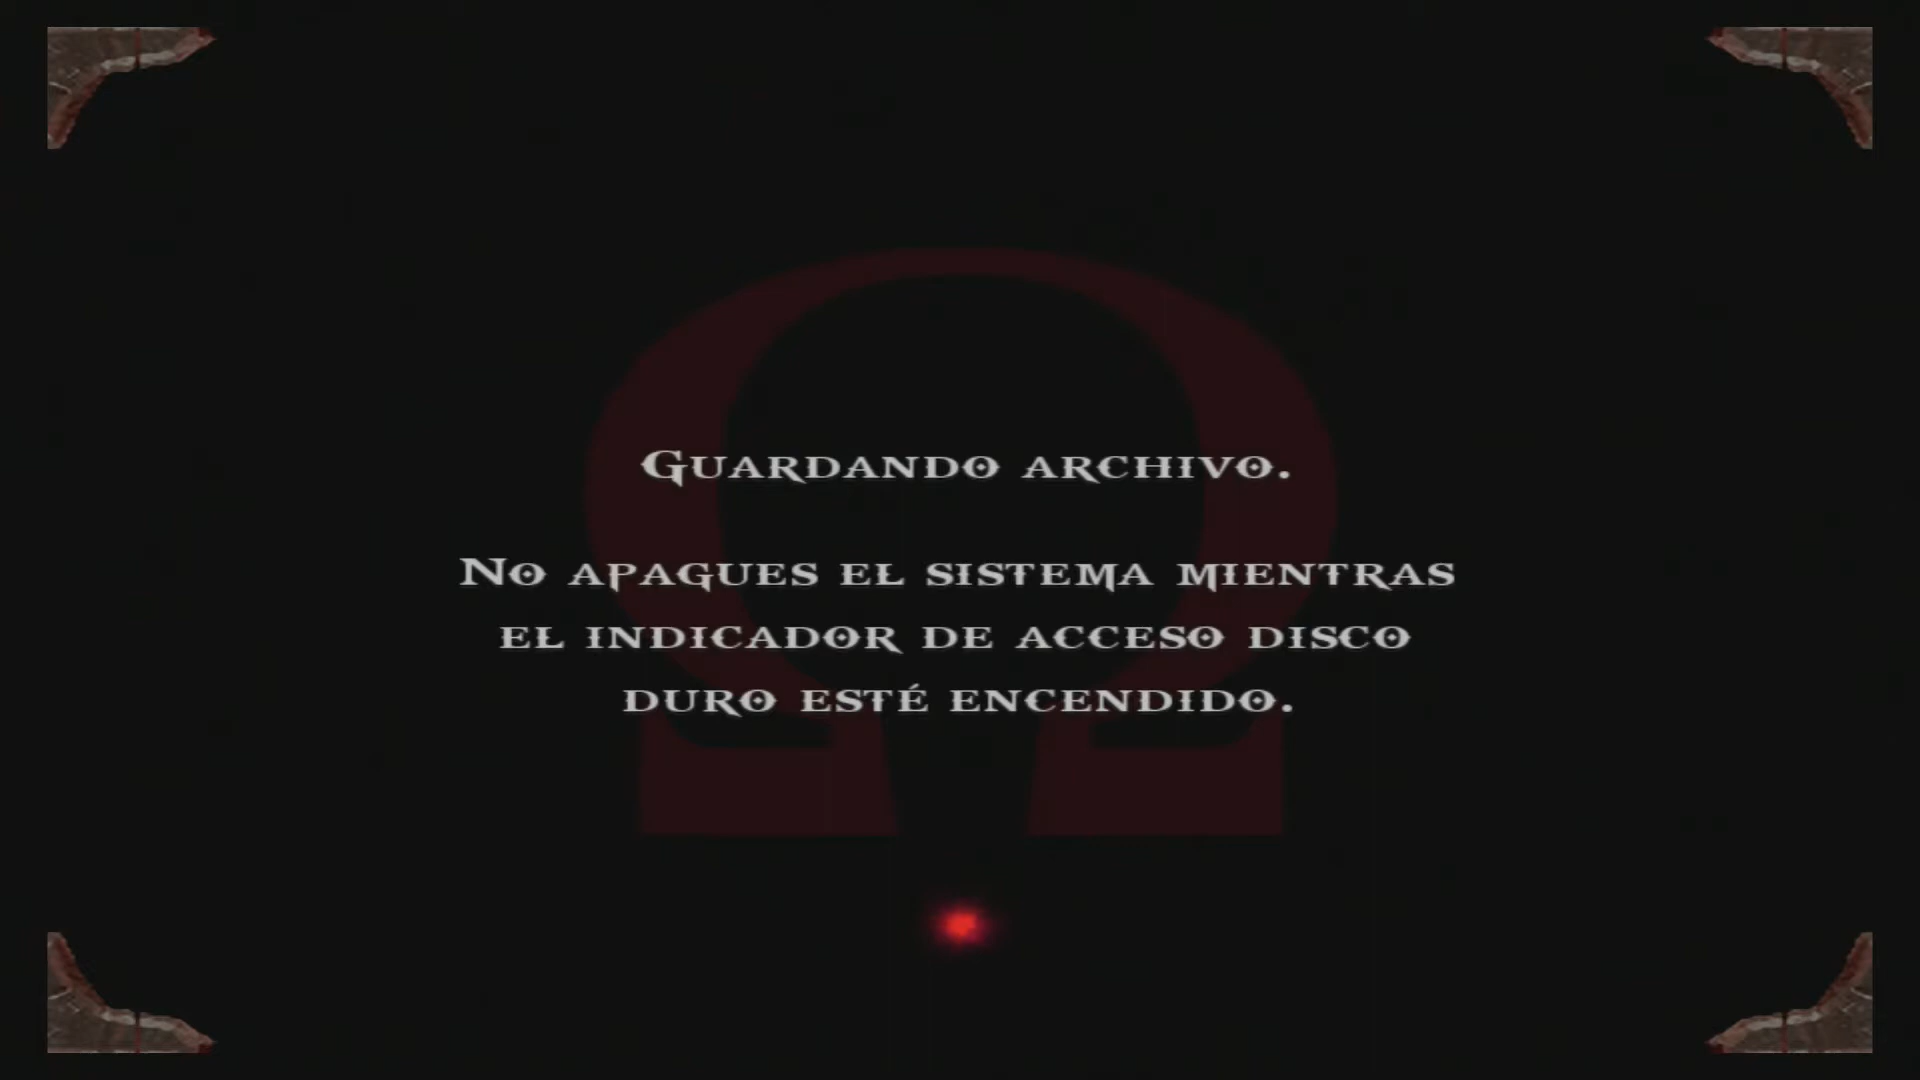 Guardando archivo.
No apagues el sistema mientras
el indicador de acceso disco
duro esté encendido.